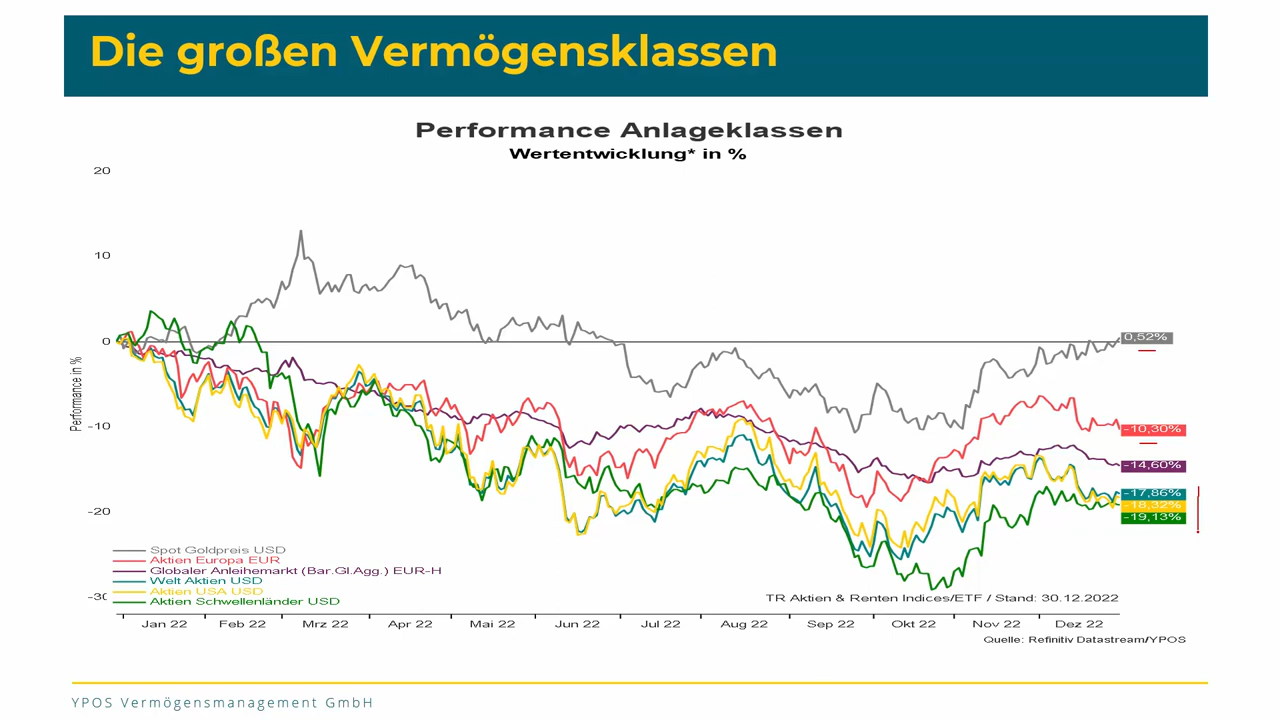 Die großen Vermögensklassen
Performance Anlageklassen
Wertentwicklung* in %
20
10
0
-10
-20
-30
Performance in %
0,52%
-10,30%
-14,60%
-17,86%
-18,32%
-19,13%
Spot Goldpreis USD
Aktien Europa EUR
Globaler Anleihemarkt (Bar.Gl.Agg.) EUR-H
Welt Aktien USD
Aktien USA USD
Aktien Schwellenländer USD
TR Aktien & Renten Indices/ETF / Stand: 30.12.2022
Jan 22 Feb 22 Mrz 22 Apr 22 Mai 22 Jun 22 Jul 22 Aug 22 Sep 22 Okt 22 Nov 22 Dez 22
Quelle: Refinitiv Datastream/YPOS
YPOS Vermögensmanagement GmbH